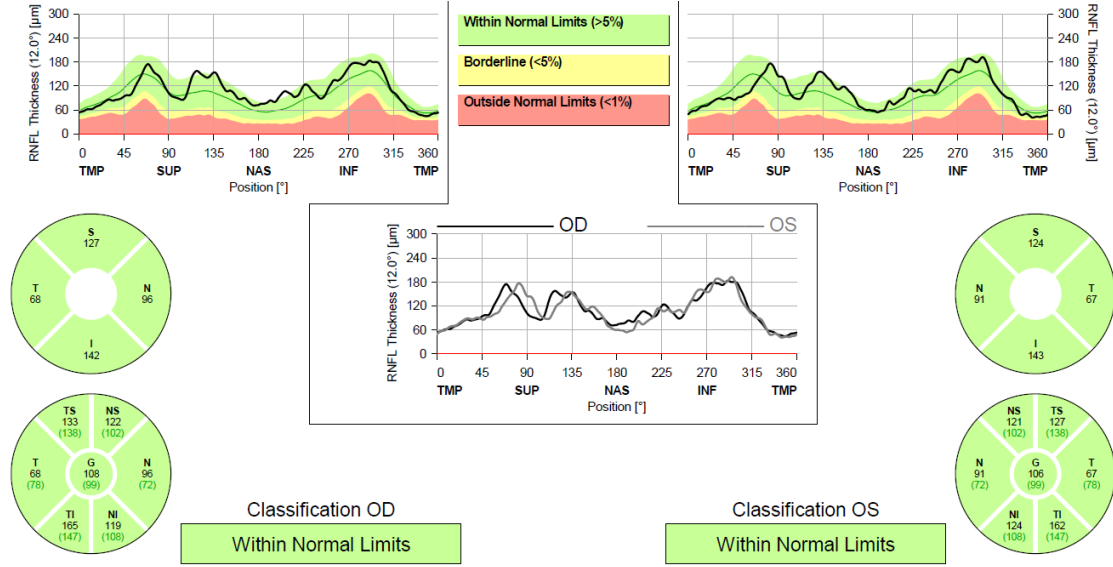 RNFL Thickness (12.0°) [µm]
300
240
180
120
60
0
0 45 90 135 180 225 270 315 360
TMP SUP NAS INF TMP
Position [°]
Within Normal Limits (>5%)
Borderline (<5%)
Outside Normal Limits (<1%)
300
240
180
120
60
0
RNFL Thickness (12.0°) [µm]
0 45 90 135 180 225 270 315 360
TMP SUP NAS INF TMP
Position [°]
OD
OS
RNFL Thickness (12.0°) [µm]
300
240
180
120
60
0
0 45 90 135 180 225 270 315 360
TMP SUP NAS INF TMP
Position [°]
S
127
T
68
N
96
I
142
S
124
N
91
T
67
I
143
TS
133
(138)
NS
122
(102)
T
68
(78)
G
108
(99)
N
96
(72)
TI
165
(147)
NI
119
(108)
Classification OD
Within Normal Limits
Classification OS
Within Normal Limits
NS
121
(102)
TS
127
(138)
N
91
(72)
G
106
(99)
T
67
(78)
NI
124
(108)
TI
162
(147)